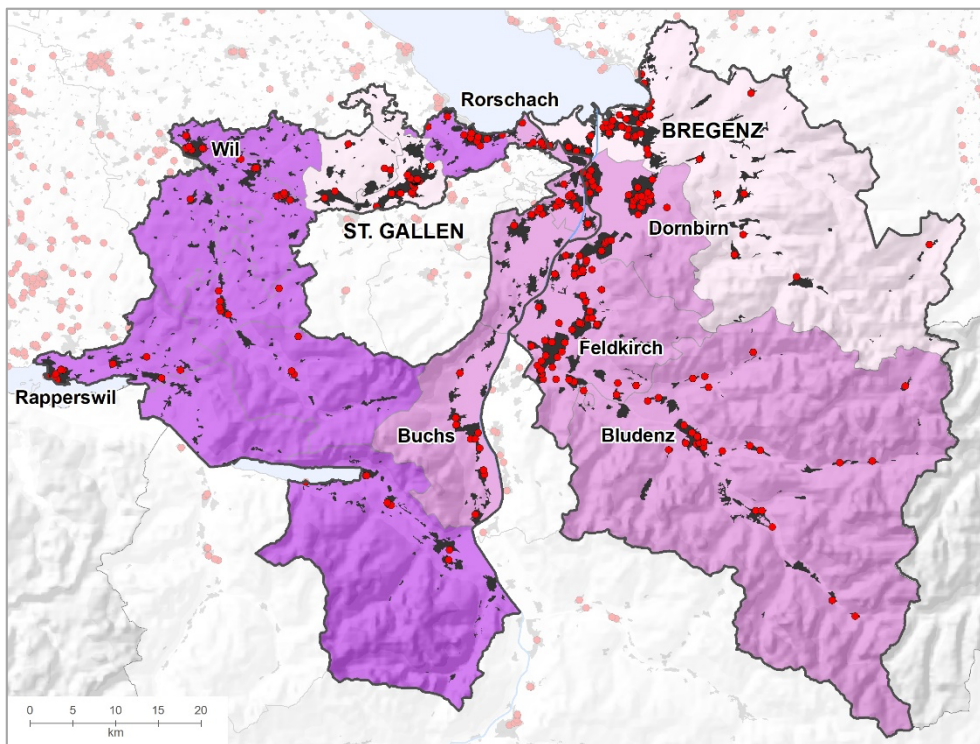 Rorschach
BREGENZ
Wil
ST. GALLEN
Dornbirn
Feldkirch
Rapperswil
Buchs
Bludenz
0 5 10 15 20
km